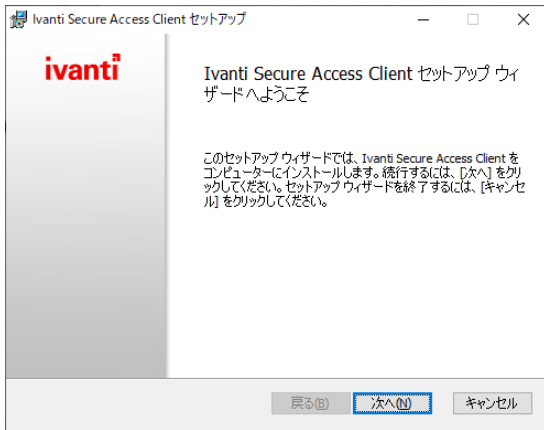 Ivanti Secure Access Client セットアップ
ivanti
Ivanti Secure Access Client セットアップ ウィ
ザードへようこそ
このセットアップ ウィザードでは、Ivanti Secure Access Client を
コンピューターにインストールします。続行するには、[次へ] をクリ
ックしてください。セットアップ ウィザードを終了するには、[キャンセ
ル] をクリックしてください。
戻る(B) 次へ(N) キャンセル